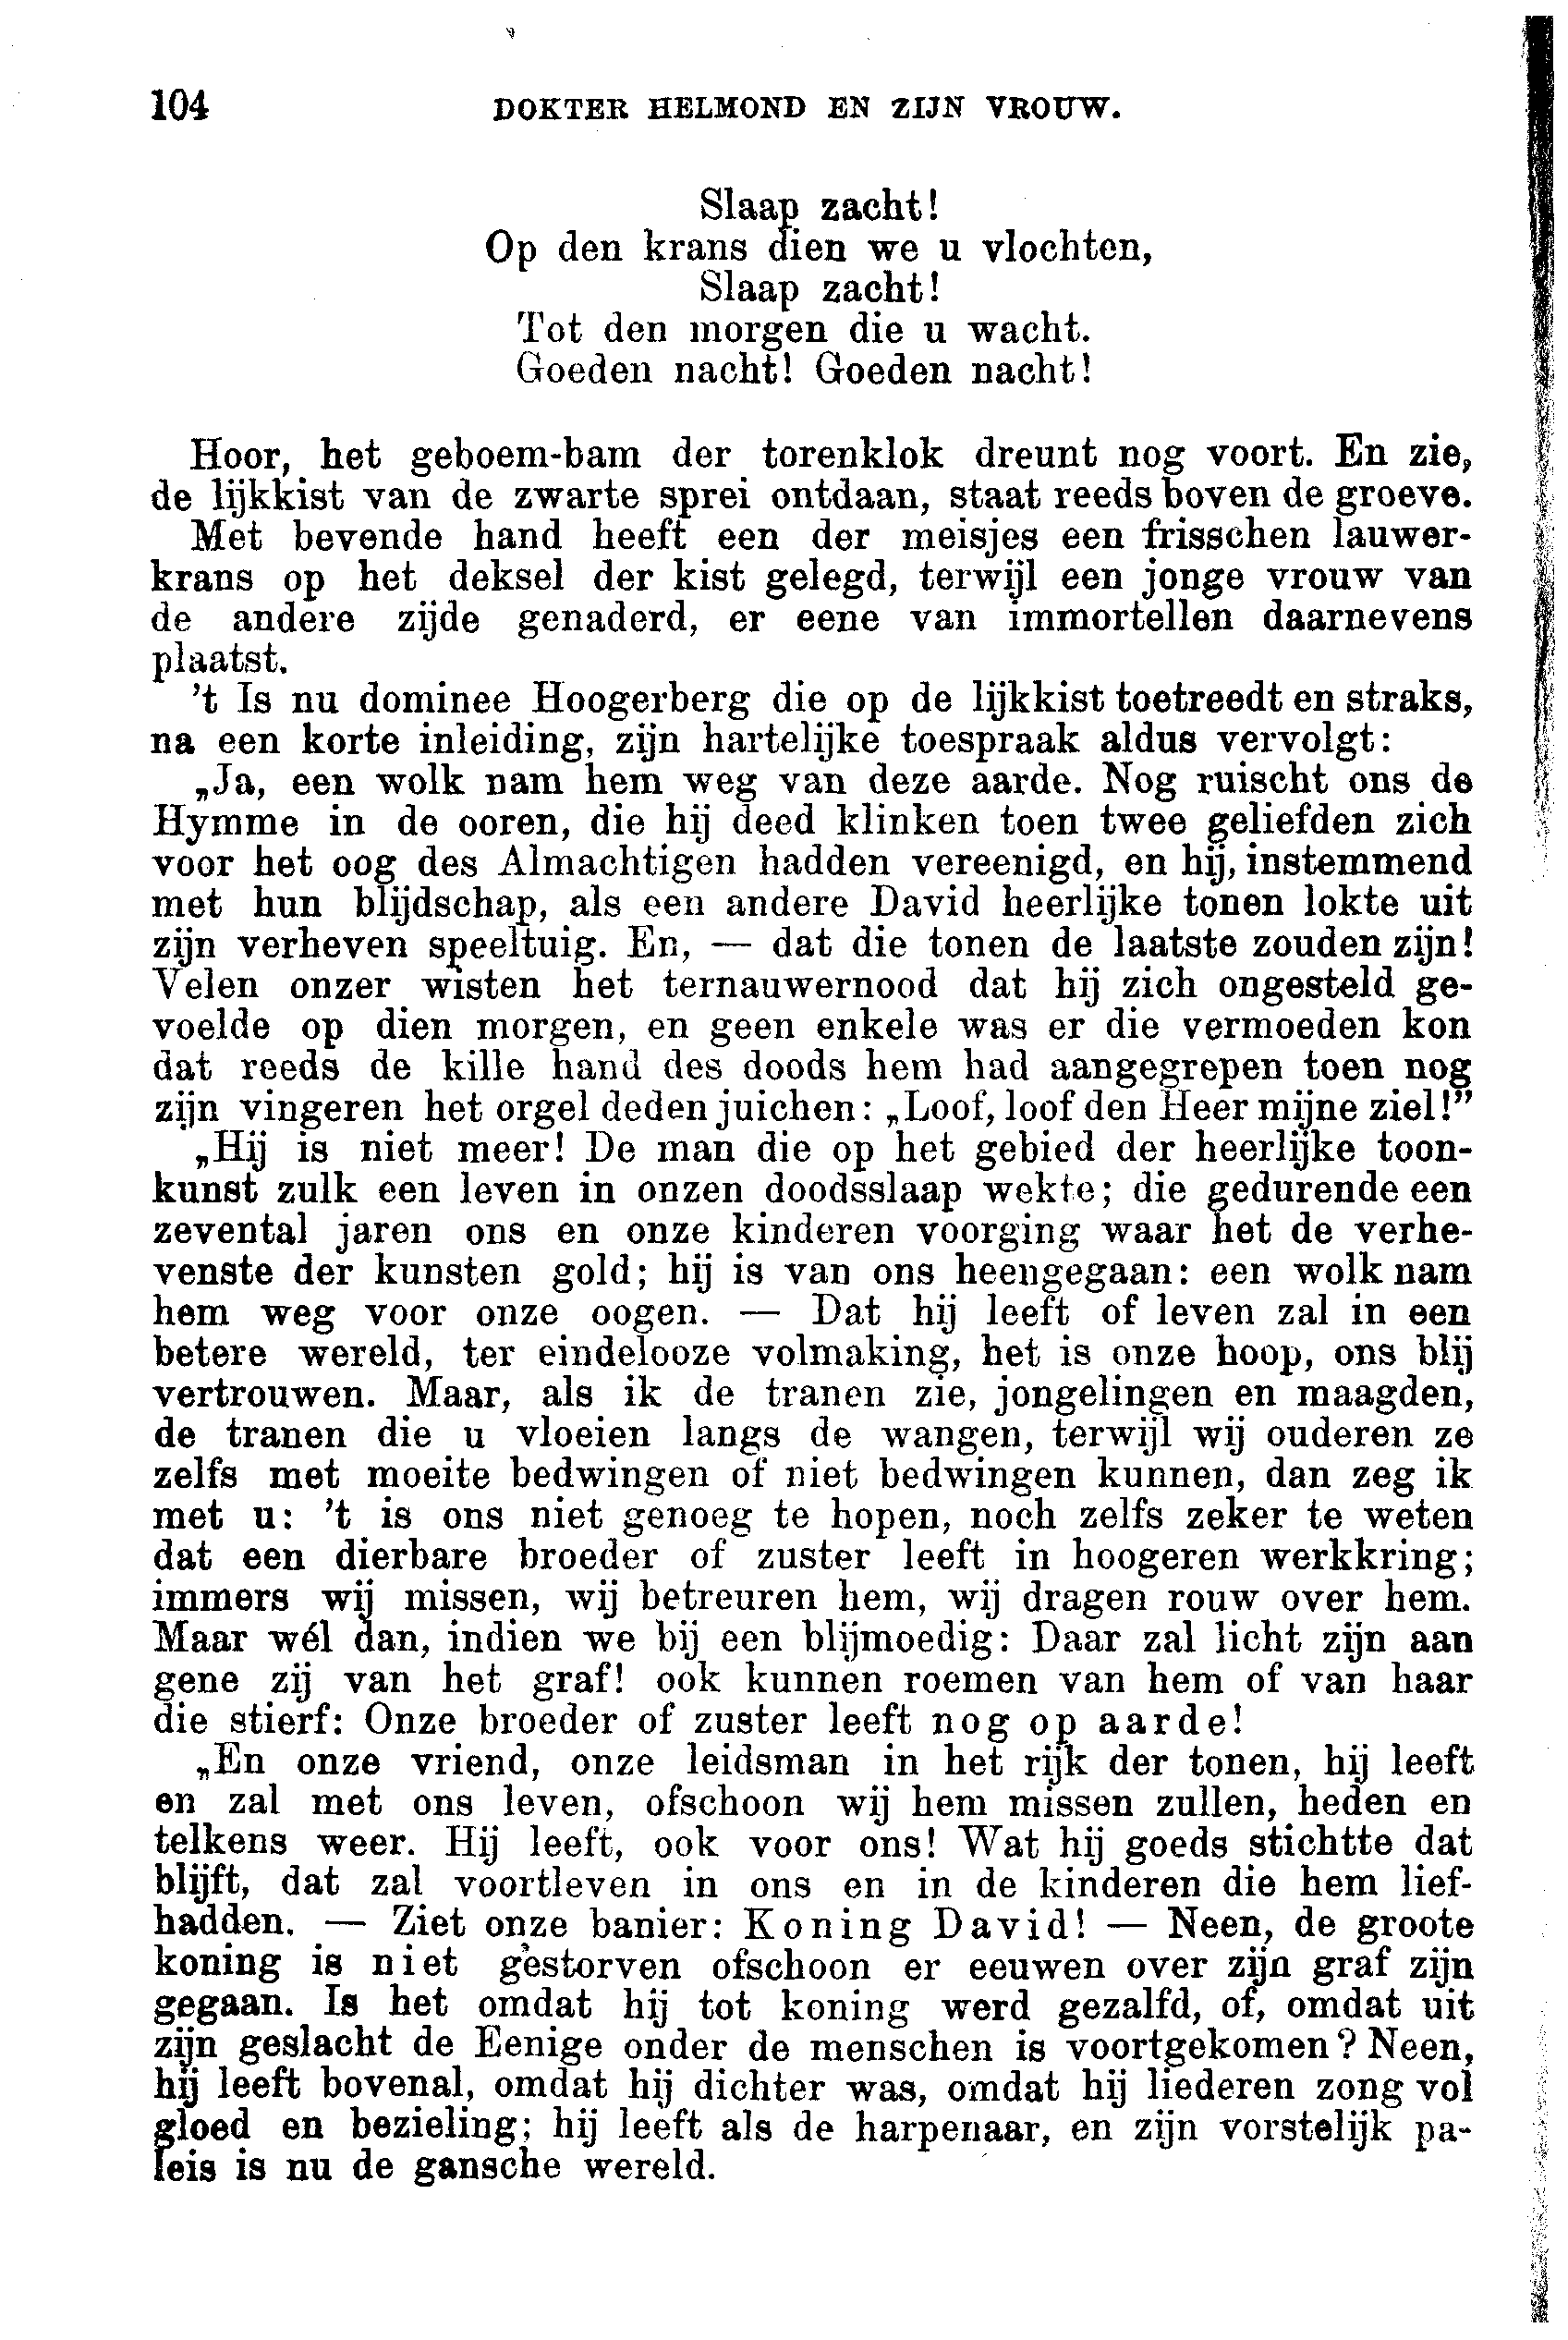 104 DOKTER HELMOND EN ZIJN VROUW.
Slaap zacht!
Op den krans dien we u vlochten,
Slaap zacht!
Tot den morgen die u wacht.
Goeden nacht! Goeden nacht!
Hoor, het geboem-bam der torenklok dreunt nog voort. En zie,
de lijkkist van de zwarte sprei ontdaan, staat reeds boven de groeve.
Met bevende hand heeft een der meisjes een frisschen lauwer-
krans op het deksel der kist gelegd, terwijl een jonge vrouw van
de andere zijde genaderd, er eene van immortellen daarnevens
plaatst.
't Is nu dominee Hoogerberg die op de lijkkist toetreedt en straks,
na een korte inleiding, zijn hartelijke toespraak aldus vervolgt:
„Ja, een wolk nam hem weg van deze aarde. Nog ruischt ons de
Hymme in de ooren, die hij deed klinken toen twee geliefden zich
voor het oog des Almachtigen hadden vereenigd, en hij, instemmend
met hun blijdschap, als een andere David heerlijke tonen lokte uit
zijn verheven speeltuig. En, — dat die tonen de laatste zouden zijn!
Velen onzer wisten het ternauwernood dat hij zich ongesteld ge-
voelde op dien morgen, en geen enkele was er die vermoeden kon
dat reeds de kille hand des doods hem had aangegrepen toen nog
zijn vingeren het orgel deden juichen: „Loof, loof den Heer mijne ziel!”
„Hij is niet meer! De man die op het gebied der heerlijke toon-
kunst zulk een leven in onzen doodsslaap wekte; die gedurende een
zevental jaren ons en onze kinderen voorging waar het de verhe-
venste der kunsten gold; hij is van ons heengegaan: een wolk nam
hem weg voor onze oogen. — Dat hij leeft of leven zal in een
betere wereld, ter eindelooze volmaking, het is onze hoop, ons blij
vertrouwen. Maar, als ik de tranen zie, jongelingen en maagden,
de tranen die u vloeien langs de wangen, terwijl wij ouderen ze
zelfs met moeite bedwingen of niet bedwingen kunnen, dan zeg ik
met u: 't is ons niet genoeg te hopen, noch zelfs zeker te weten
dat een dierbare broeder of zuster leeft in hoogeren werkkring;
immers wij missen, wij betreuren hem, wij dragen rouw over hem.
Maar wél dan, indien we bij een blijmoedig: Daar zal licht zijn aan
gene zij van het graf! ook kunnen roemen van hem of van haar
die stierf: Onze broeder of zuster leeft nog op aarde!
„En onze vriend, onze leidsman in het rijk der tonen, hij leeft
en zal met ons leven, ofschoon wij hem missen zullen, heden en
telkens weer. Hij leeft, ook voor ons! Wat hij goeds stichtte dat
blijft, dat zal voortleven in ons en in de kinderen die hem lief-
hadden. — Ziet onze banier: Koning David! — Neen, de groote
koning is niet gestorven ofschoon er eeuwen over zijn graf zijn
gegaan. Is het omdat hij tot koning werd gezalfd, of, omdat uit
zijn geslacht de Eenige onder de menschen is voortgekomen? Neen,
hij leeft bovenal, omdat hij dichter was, omdat hij liederen zong vol
gloed en bezieling; hij leeft als de harpenaar, en zijn vorstelijk pa-
leis is nu de gansche wereld.